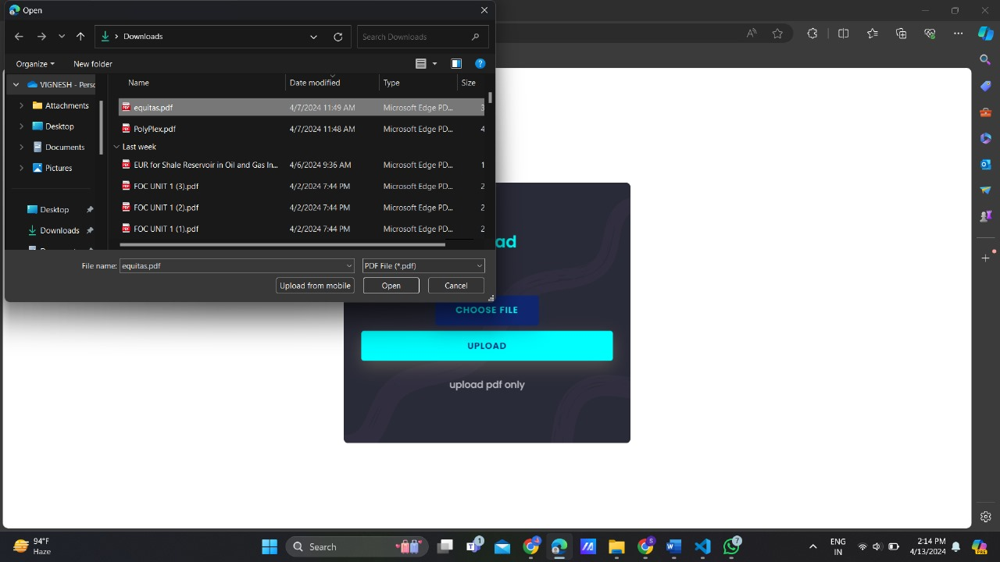 Open
Downloads
Search Downloads
Organize
New folder
VIGNESH - Perso
Attachments
Desktop
Documents
Pictures
Desktop
Downloads
Name Date modified Type Size
equitas.pdf 4/7/2024 11:49 AM Microsoft Edge PD... 3
PolyPlex.pdf 4/7/2024 11:48 AM Microsoft Edge PD... 4
Last week
EUR for Shale Reservoir in Oil and Gas In... 4/6/2024 9:36 AM Microsoft Edge PD... 1
FOC UNIT 1 (3).pdf 4/2/2024 7:44 PM Microsoft Edge PD... 2
FOC UNIT 1 (2).pdf 4/2/2024 7:44 PM Microsoft Edge PD... 2
FOC UNIT 1 (1).pdf 4/2/2024 7:44 PM Microsoft Edge PD... 2
File name: equitas.pdf PDF File (*.pdf)
Upload from mobile Open Cancel
ad
CHOOSE FILE
UPLOAD
upload pdf only
94°F
Haze
Search
1
7
ENG
IN
2:14 PM
4/13/2024